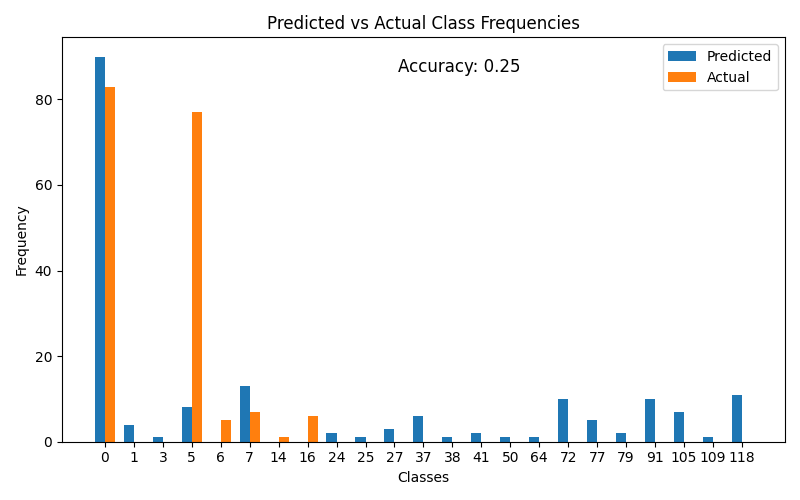 Predicted vs Actual Class Frequencies
Accuracy: 0.25
Predicted
Actual
80
60
40
20
0
Frequency
0 1 3 5 6 7 14 16 24 25 27 37 38 41 50 64 72 77 79 91 105 109 118
Classes